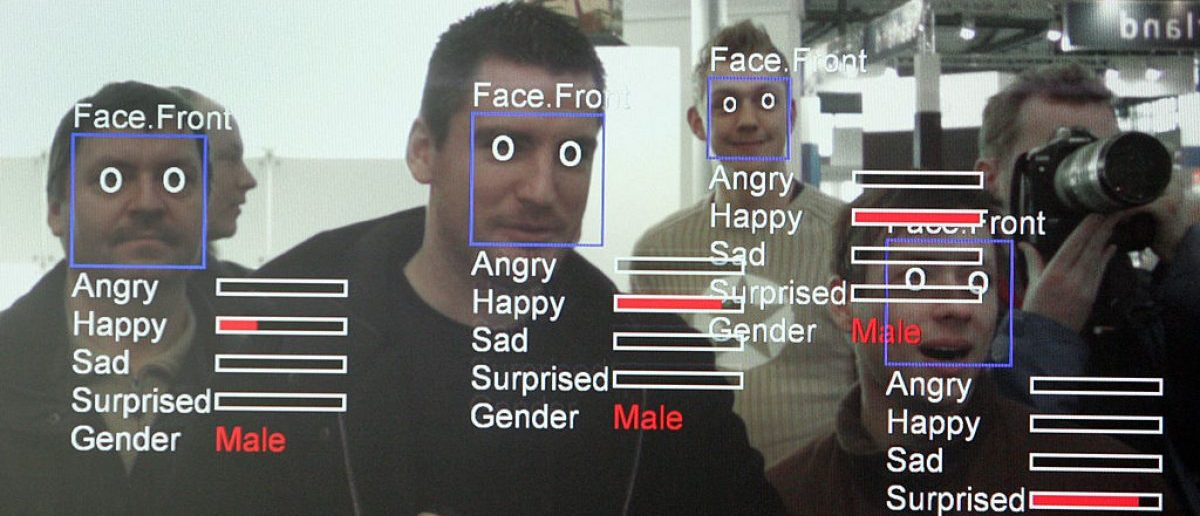 Face.Front
Angry
Happy
Sad
Surprised
Gender Male
Face.Front
Angry
Happy
Sad
Surprised
Gender Male
Face.Front
Angry
Happy
Sad
Surprised
Gender Male
Face.Front
Angry
Happy
Sad
Surprised
land